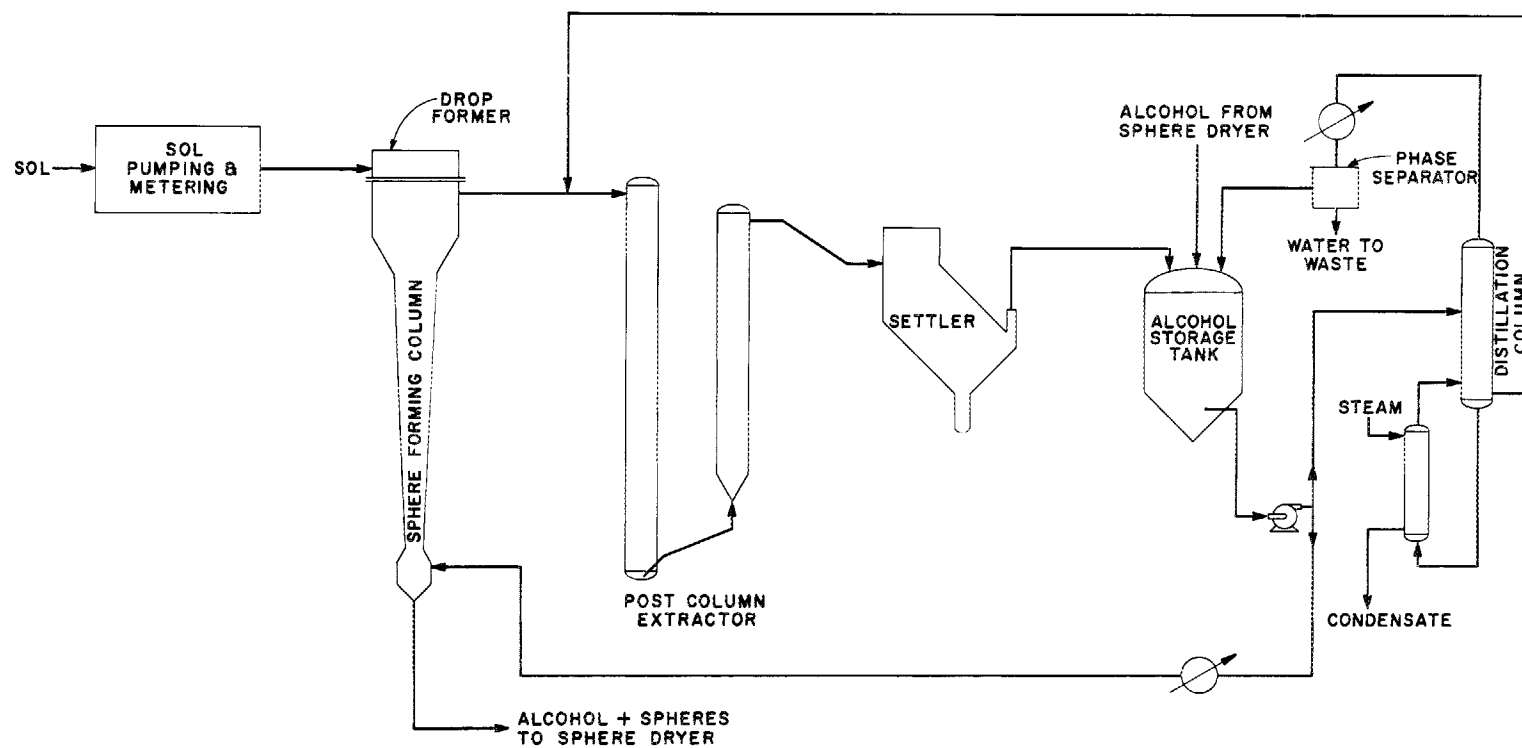 DROP
FORMER
SOL
SOL
PUMPING &
METERING
SPHERE FORMING COLUMN
ALCOHOL + SPHERES
TO SPHERE DRYER
POST COLUMN
EXTRACTOR
SETTLER
ALCOHOL FROM
SPHERE DRYER
ALCOHOL
STORAGE
TANK
PHASE
SEPARATOR
WATER TO
WASTE
DISTILLATION
COLUMN
STEAM
CONDENSATE